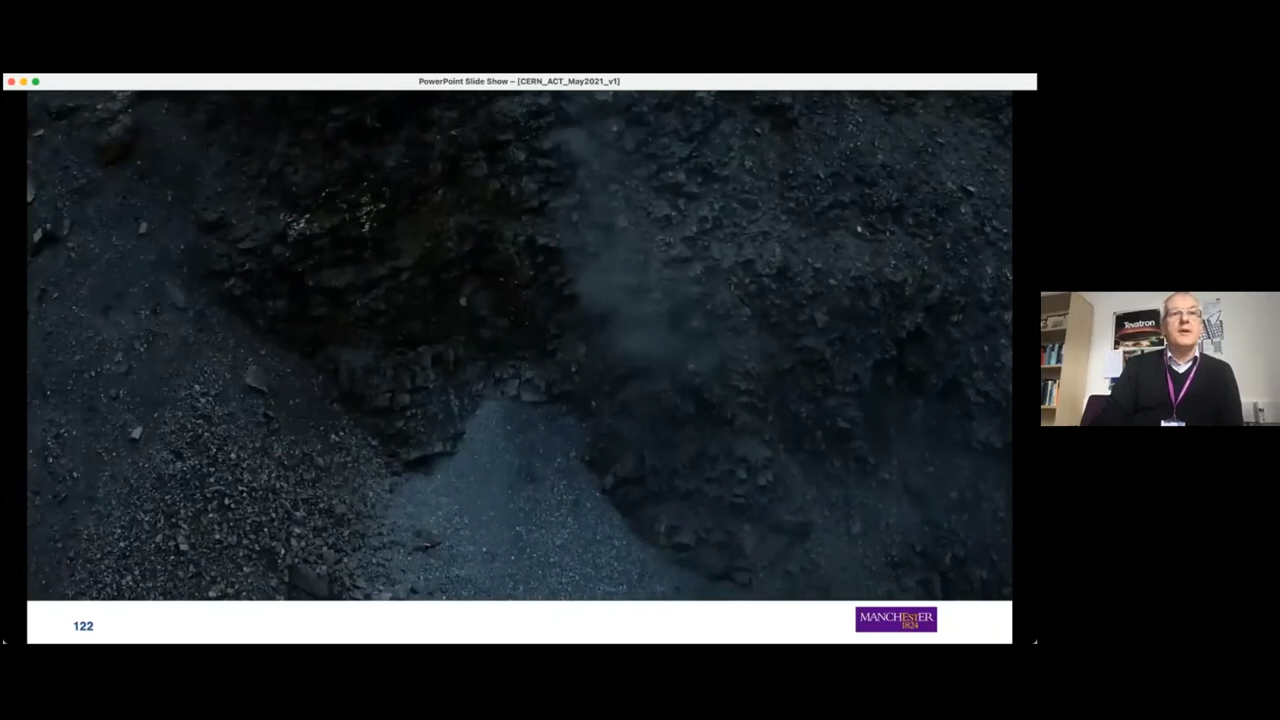 PowerPoint Slide Show – [CERN_ACT_May2021_v1]
Tevatron
122
MANCHESTER
1824